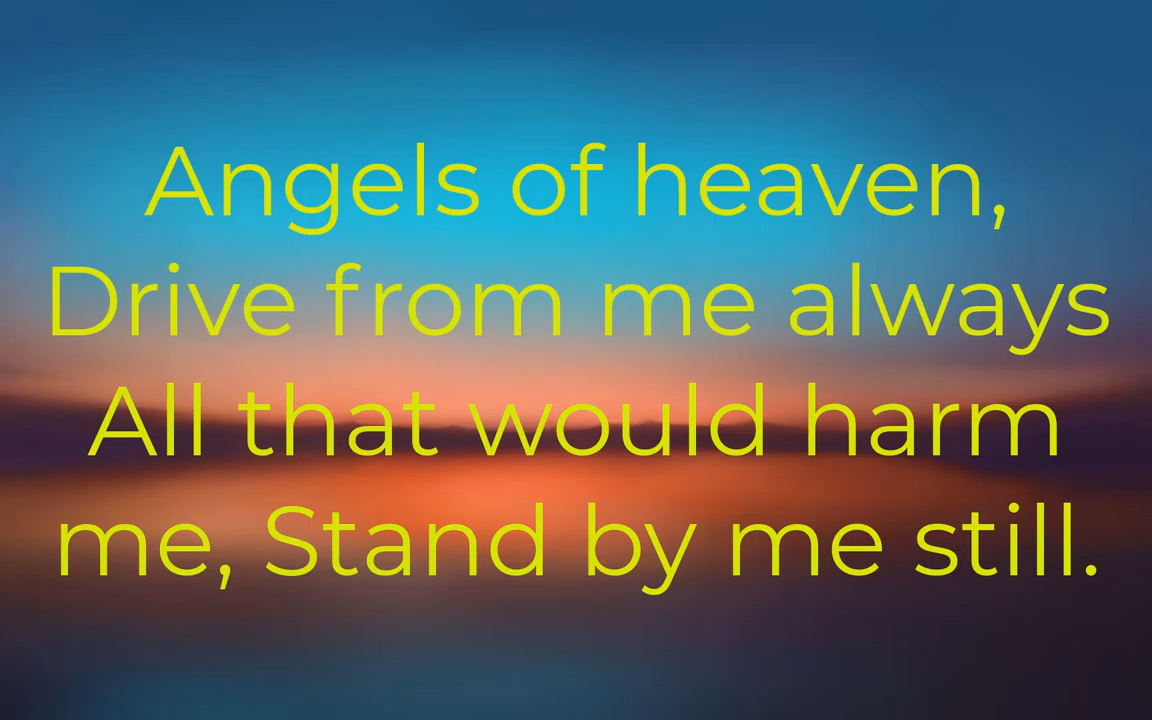 Angels of heaven,
Drive from me always
All that would harm
me, Stand by me still.